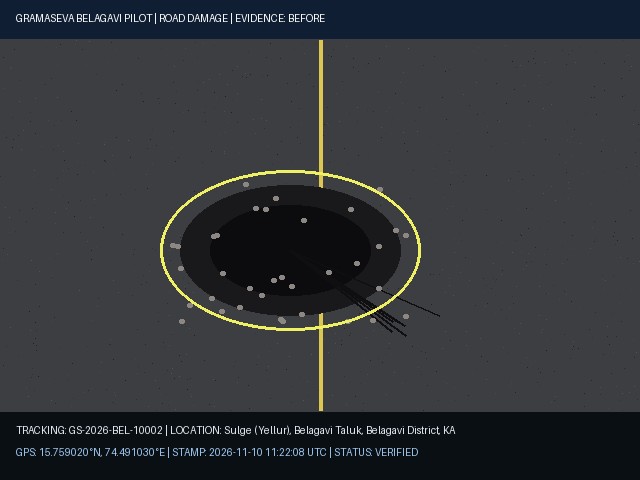 GRAMASEVA BELAGAVI PILOT | ROAD DAMAGE | EVIDENCE: BEFORE
TRACKING: GS-2026-BEL-10002 | LOCATION: Sulge (Yellur), Belagavi Taluk, Belagavi District, KA
GPS: 15.759020°N, 74.491030°E | STAMP: 2026-11-10 11:22:08 UTC | STATUS: VERIFIED